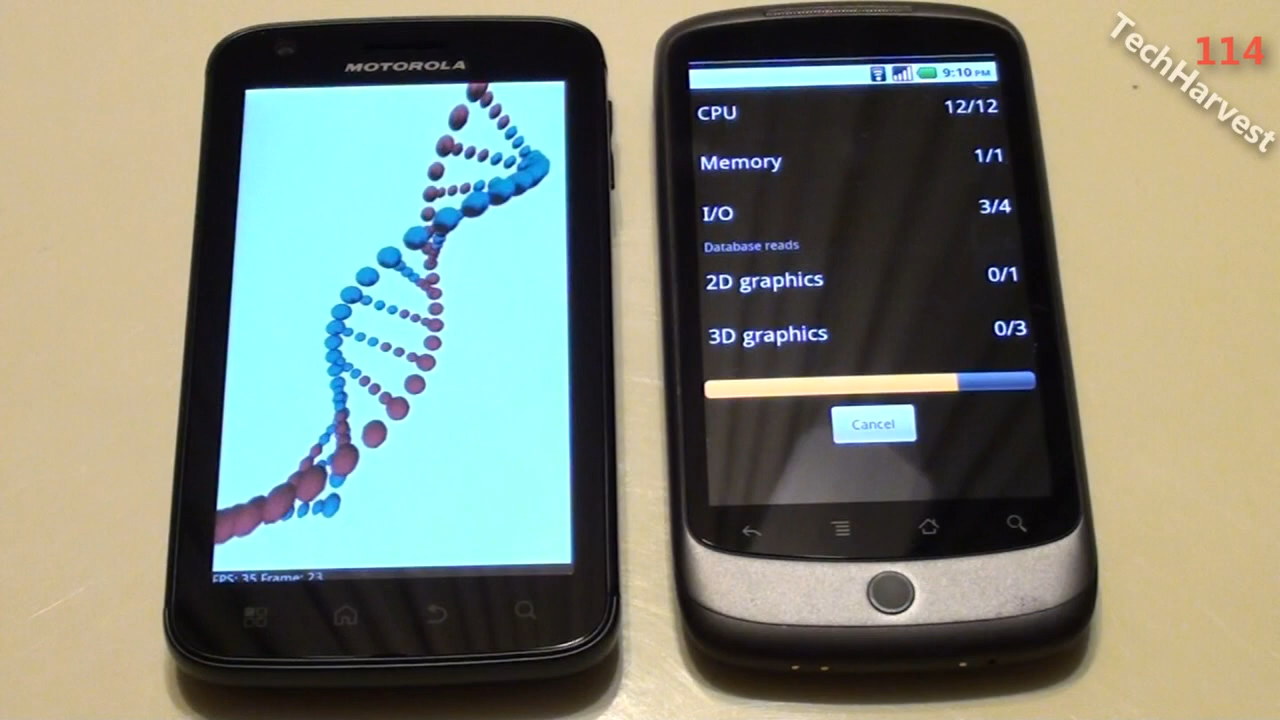 MOTOROLA
FPS: 35 Frame: 23
9:10 PM
CPU 12/12
Memory 1/1
I/O 3/4
Database reads
2D graphics 0/1
3D graphics 0/3
Cancel
TechHarvest
114